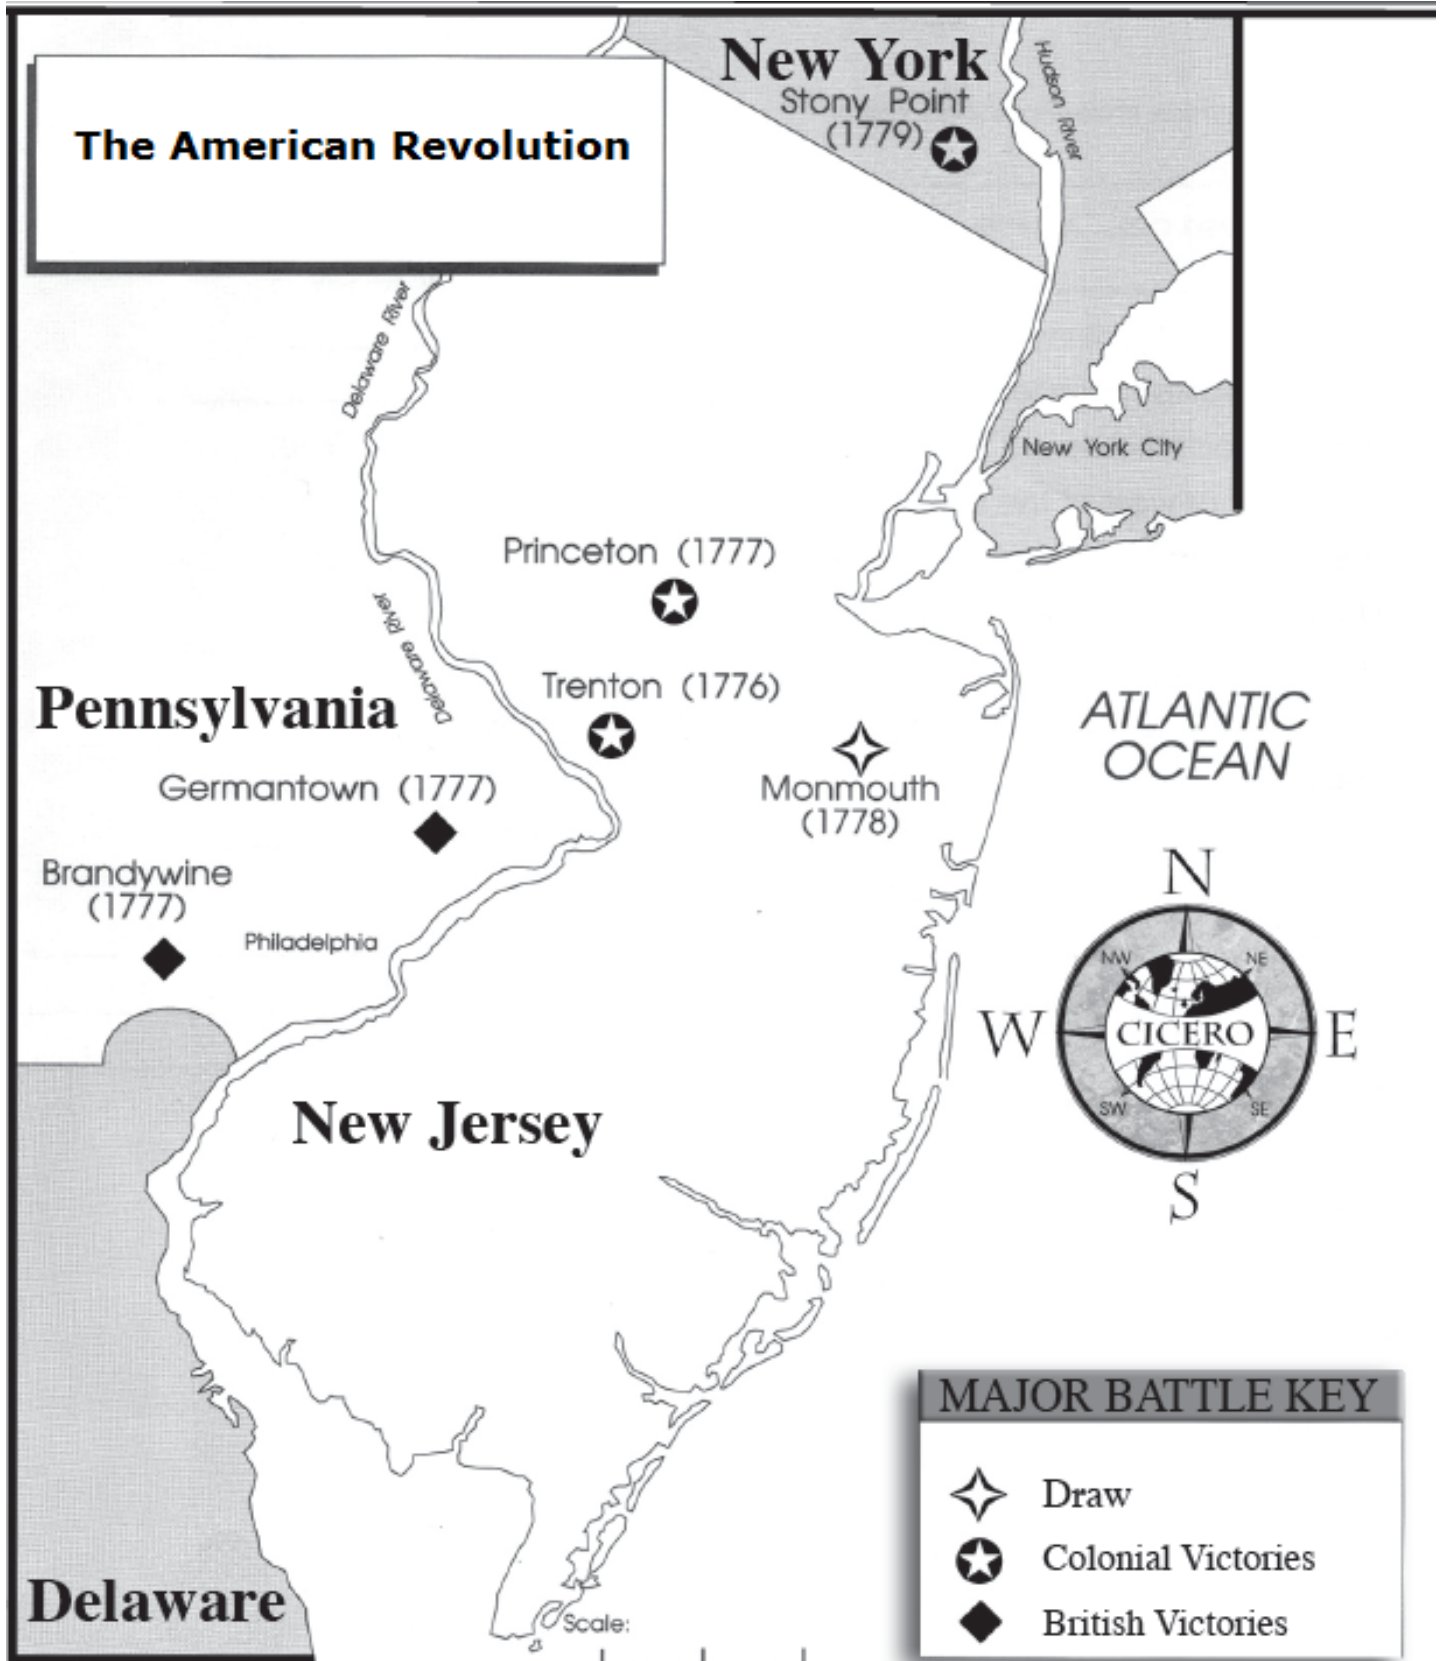 The American Revolution
New York
Stony Point
(1779)
Hudson River
Delaware River
New York City
Princeton (1777)
Delaware River
Trenton (1776)
Pennsylvania
ATLANTIC
OCEAN
Germantown (1777)
Monmouth
(1778)
Brandywine
(1777)
Philadelphia
N
NW NE
W CICERO E
SW SE
S
New Jersey
Delaware
Scale:
MAJOR BATTLE KEY
Draw
Colonial Victories
British Victories